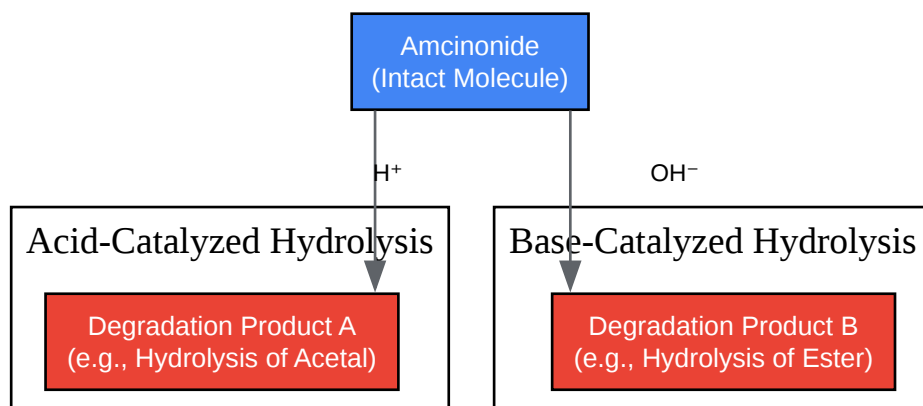 Amcinonide
(Intact Molecule)
H⁺
OH⁻
Acid-Catalyzed Hydrolysis
Base-Catalyzed Hydrolysis
Degradation Product A
(e.g., Hydrolysis of Acetal)
Degradation Product B
(e.g., Hydrolysis of Ester)